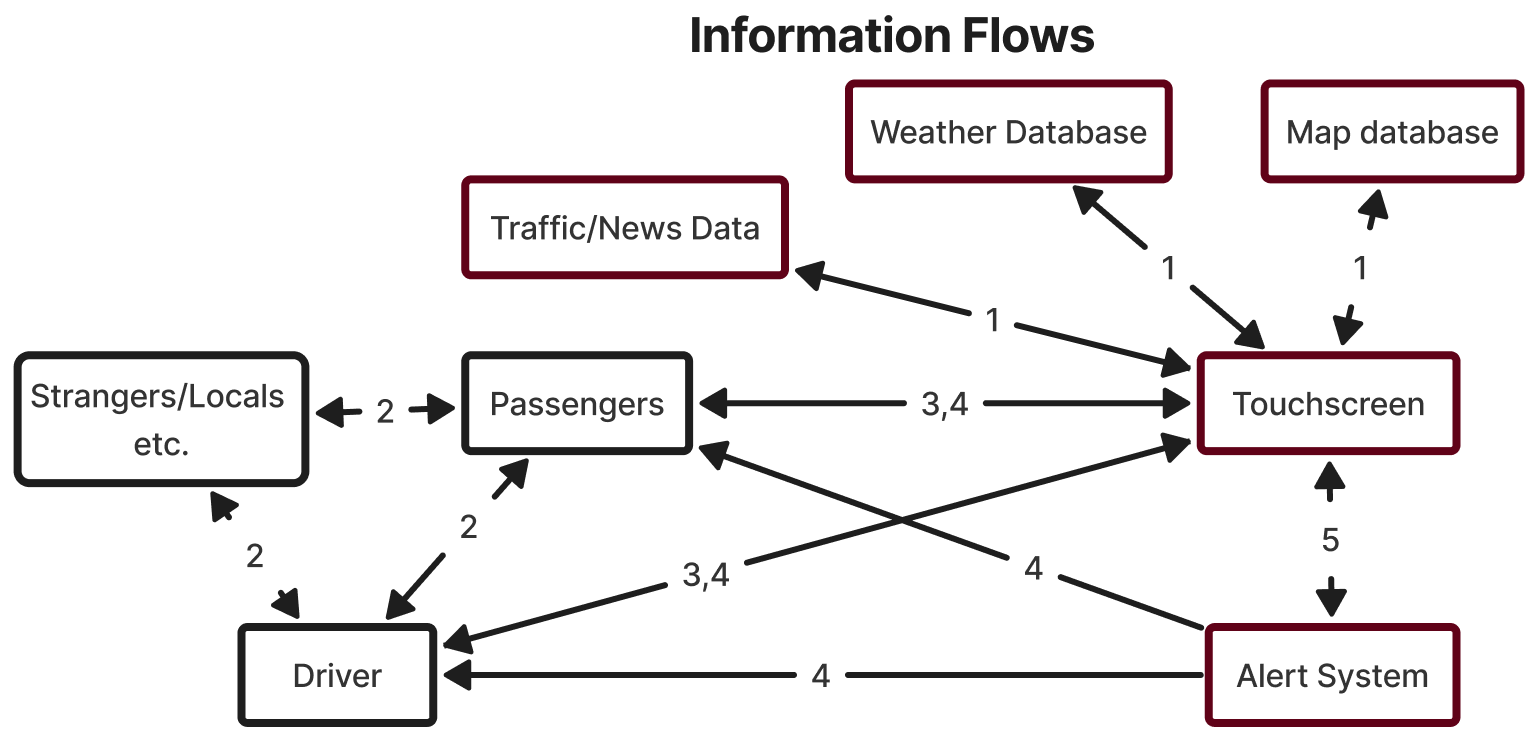 Information Flows
Weather Database
Map database
Traffic/News Data
1
1
1
Strangers/Locals
etc.
2
Passengers
3,4
Touchscreen
2
2
3,4
4
5
Driver
4
Alert System